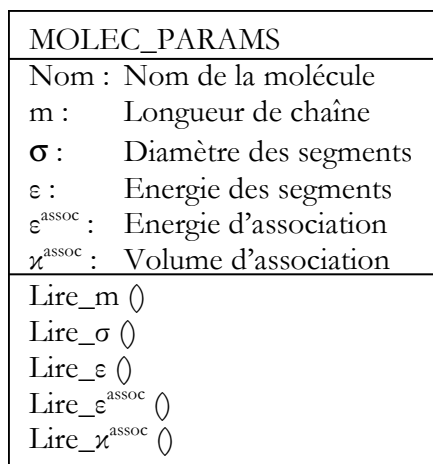 MOLEC_PARAMS
Nom : Nom de la molécule
m : Longueur de chaîne
σ : Diamètre des segments
ε : Energie des segments
ε^assoc : Energie d'association
ϰ^assoc : Volume d'association
Lire_m ()
Lire_σ ()
Lire_ε ()
Lire_ε^assoc ()
Lire_ϰ^assoc ()